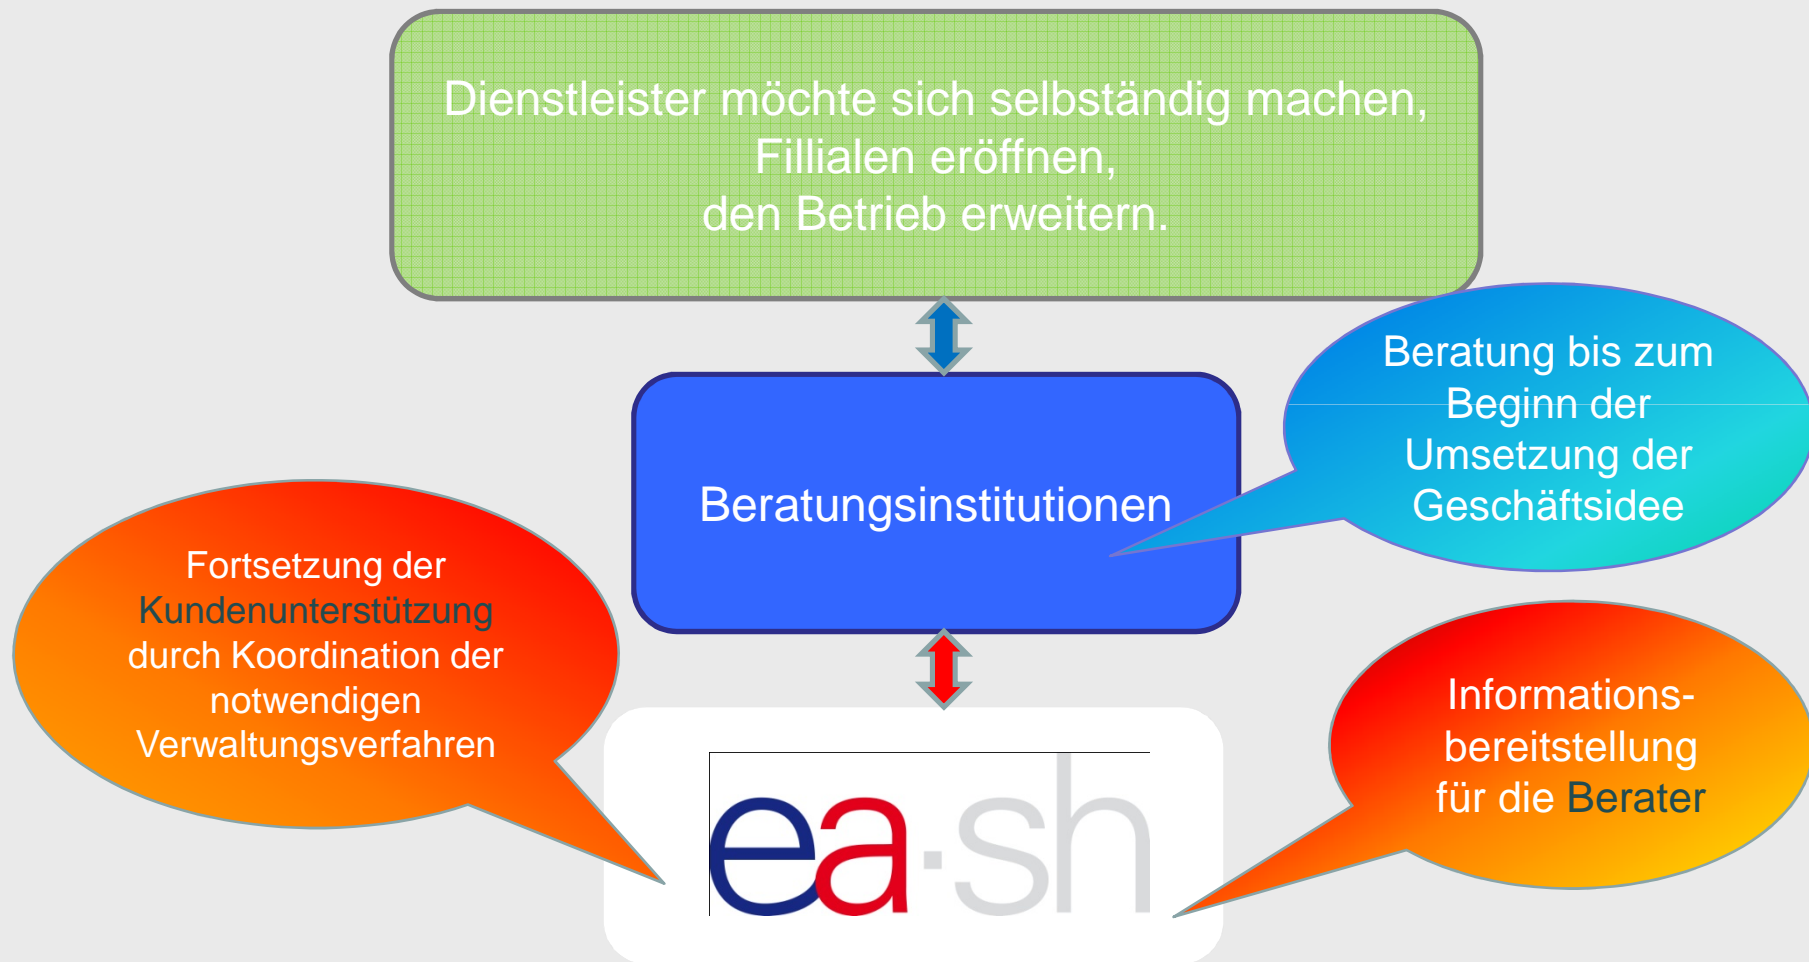 Dienstleister möchte sich selbständig machen,
Fillialen eröffnen,
den Betrieb erweitern.
Beratung bis zum
Beginn der
Umsetzung der
Geschäftsidee
Beratungsinstitutionen
Fortsetzung der
Kundenunterstützung
durch Koordination der
notwendigen
Verwaltungsverfahren
Informations-
bereitstellung
für die Berater
ea·sh